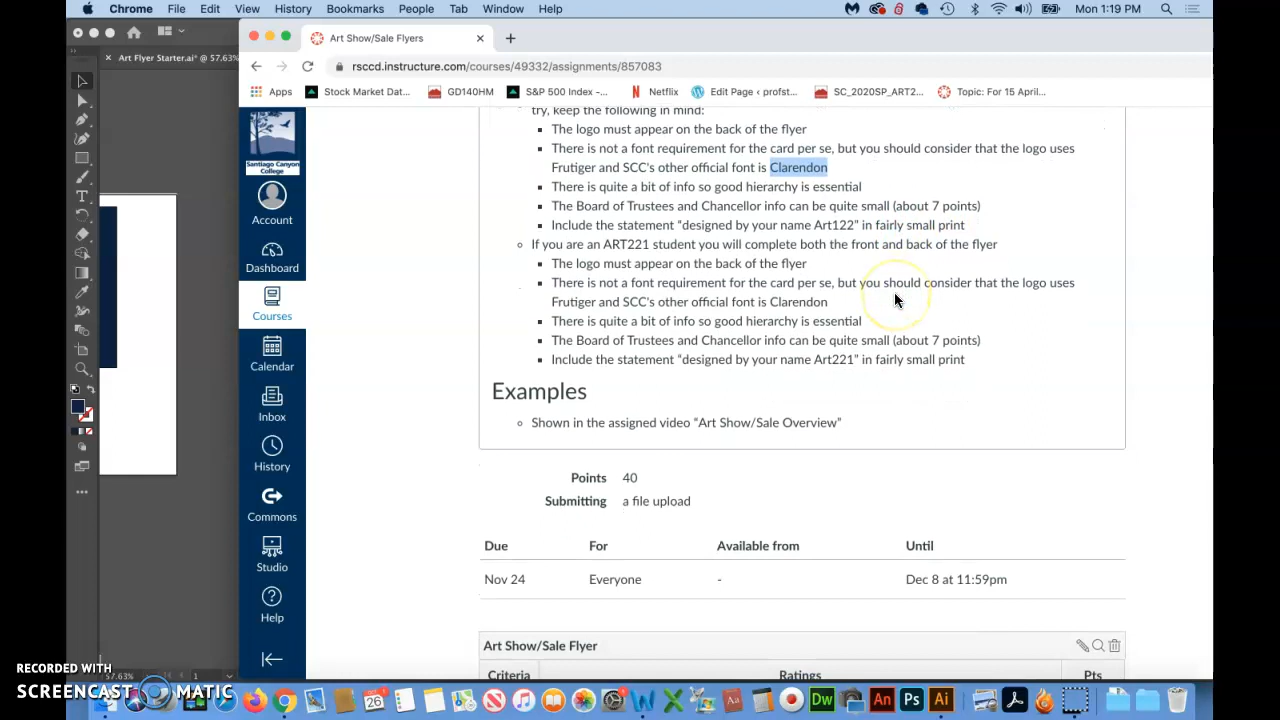 Chrome File Edit View History Bookmarks People Tab Window Help Mon 1:19 PM
Art Flyer Starter.ai* @ 57.63%
Art Show/Sale Flyers
rsccd.instructure.com/courses/49332/assignments/857083
Apps Stock Market Dat... GD140HM S&P 500 Index -... Netflix Edit Page ‹ profst... SC_2020SP_ART2... Topic: For 15 April...
Santiago Canyon
College
Account
Dashboard
Courses
Calendar
Inbox
History
Commons
Studio
Help
try, keep the following in mind:
The logo must appear on the back of the flyer
There is not a font requirement for the card per se, but you should consider that the logo uses
Frutiger and SCC's other official font is Clarendon
There is quite a bit of info so good hierarchy is essential
The Board of Trustees and Chancellor info can be quite small (about 7 points)
Include the statement “designed by your name Art122” in fairly small print
If you are an ART221 student you will complete both the front and back of the flyer
The logo must appear on the back of the flyer
There is not a font requirement for the card per se, but you should consider that the logo uses
Frutiger and SCC's other official font is Clarendon
There is quite a bit of info so good hierarchy is essential
The Board of Trustees and Chancellor info can be quite small (about 7 points)
Include the statement “designed by your name Art221” in fairly small print
Examples
Shown in the assigned video “Art Show/Sale Overview”
Points 40
Submitting a file upload
Due For Available from Until
Nov 24 Everyone - Dec 8 at 11:59pm
Art Show/Sale Flyer
Criteria Ratings Pts
57.63% 1
RECORDED WITH
SCREENCAST MATIC